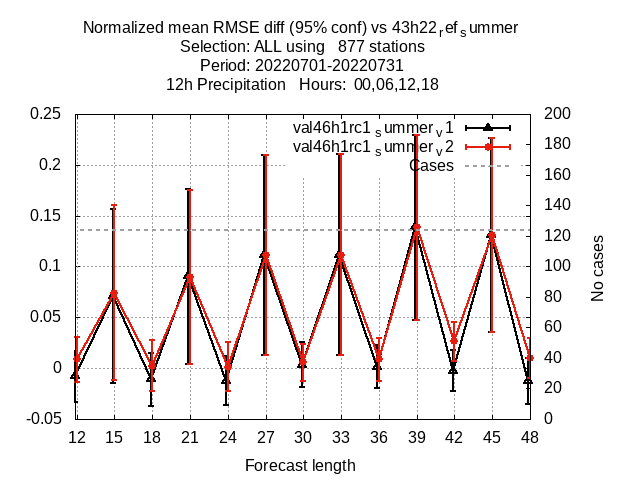 Normalized mean RMSE diff (95% conf) vs 43h22refsummer
Selection: ALL using 877 stations
Period: 20220701-20220731
12h Precipitation Hours: 00,06,12,18
val46h1rc1summerv1
val46h1rc1summerv2
Cases
0.25
0.2
0.15
0.1
0.05
0
-0.05
200
180
160
140
120
100
80
60
40
20
0
No cases
12 15 18 21 24 27 30 33 36 39 42 45 48
Forecast length